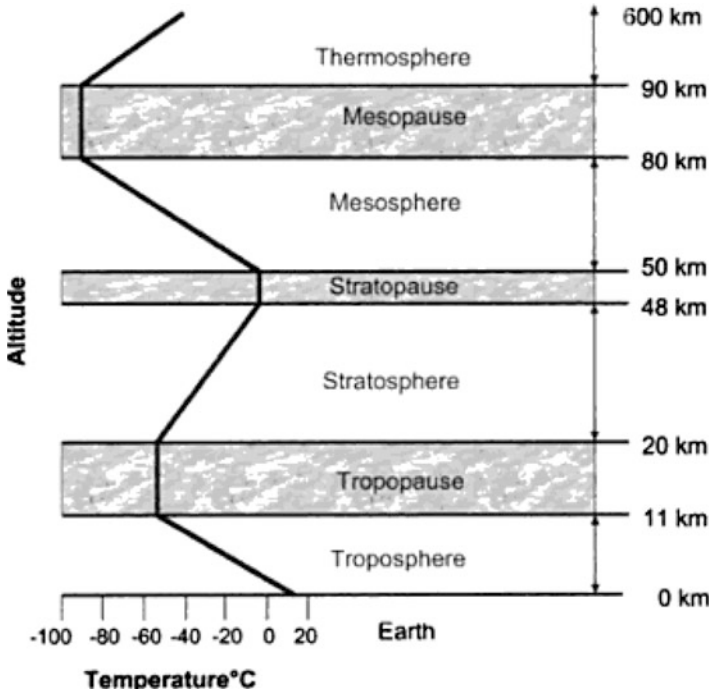 600 km
Thermosphere
90 km
Mesopause
80 km
Mesosphere
50 km
Stratopause
48 km
Altitude
Stratosphere
20 km
Tropopause
11 km
Troposphere
0 km
-100 -80 -60 -40 -20 0 20 Earth
Temperature°C